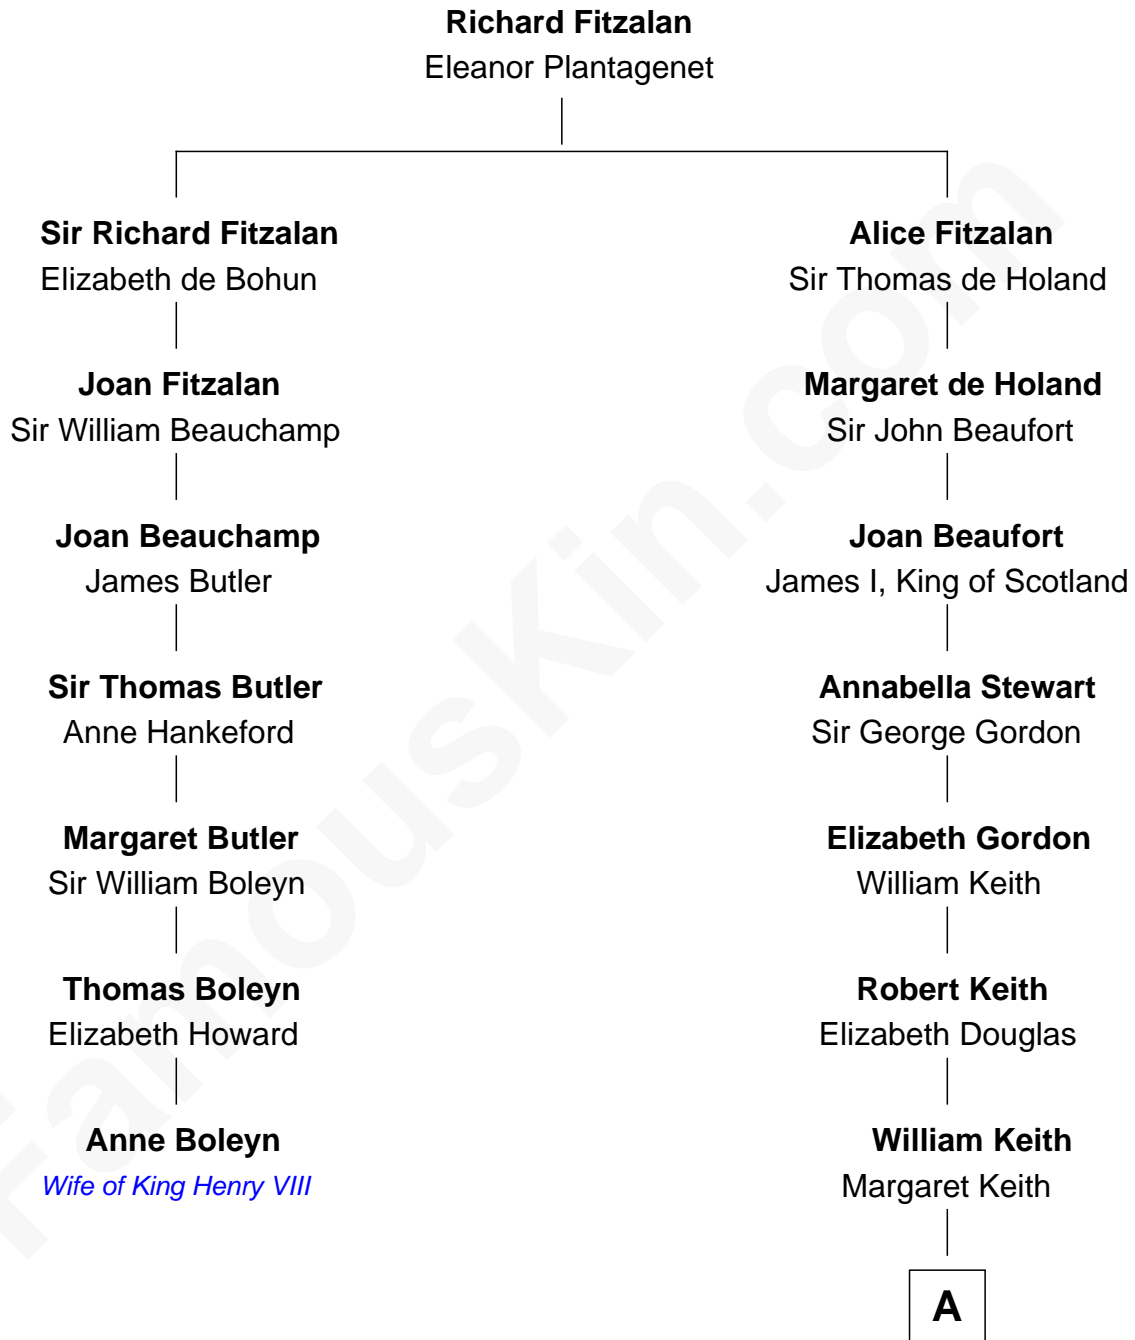 Richard Fitzalan
Eleanor Plantagenet
Sir Richard Fitzalan
Elizabeth de Bohun
Joan Fitzalan
Sir William Beauchamp
Joan Beauchamp
James Butler
Sir Thomas Butler
Anne Hankeford
Margaret Butler
Sir William Boleyn
Thomas Boleyn
Elizabeth Howard
Anne Boleyn
Wife of King Henry VIII
Alice Fitzalan
Sir Thomas de Holand
Margaret de Holand
Sir John Beaufort
Joan Beaufort
James I, King of Scotland
Annabella Stewart
Sir George Gordon
Elizabeth Gordon
William Keith
Robert Keith
Elizabeth Douglas
William Keith
Margaret Keith
A
FamousKin.com